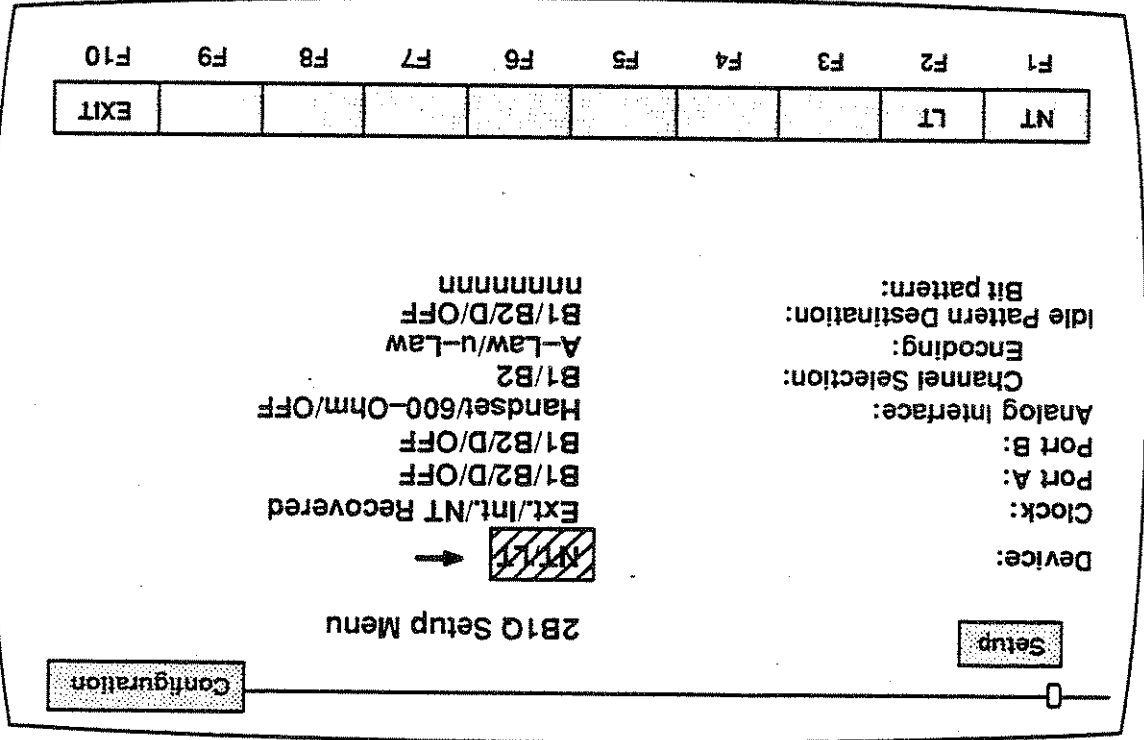 Configuration
Setup
2B1Q Setup Menu
Device: NT/LT
Clock: Ext./Int./NT Recovered
Port A: B1/B2/D/OFF
Port B: B1/B2/D/OFF
Analog Interface: Handset/600–Ohm/OFF
Channel Selection: B1/B2
Encoding: A–Law/u–Law
Idle Pattern Destination: B1/B2/D/OFF
Bit pattern: nnnnnnnn
NT LT EXIT
F1 F2 F3 F4 F5 F6 F7 F8 F9 F10